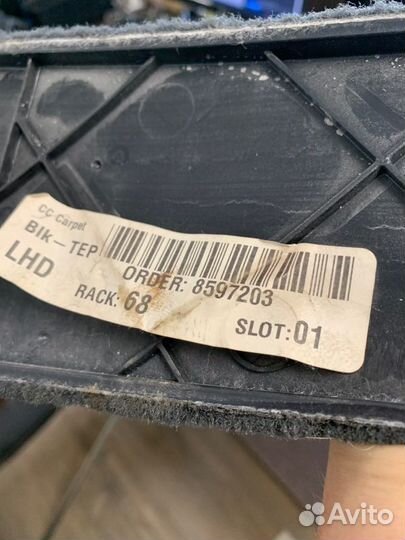 CC Carpet
Blk-TEP
LHD
ORDER: 8597203
RACK: 68
SLOT: 01
Avito